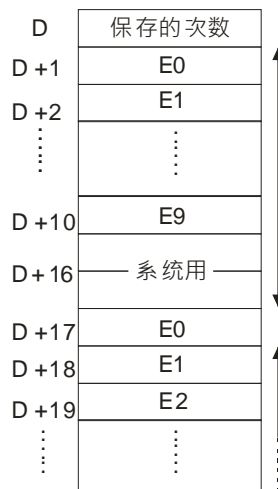 D 保存的次数
D+1 E0
D+2 E1
⋮ ⋮
D+10 E9
D+16 系统用
D+17 E0
D+18 E1
D+19 E2
⋮ ⋮